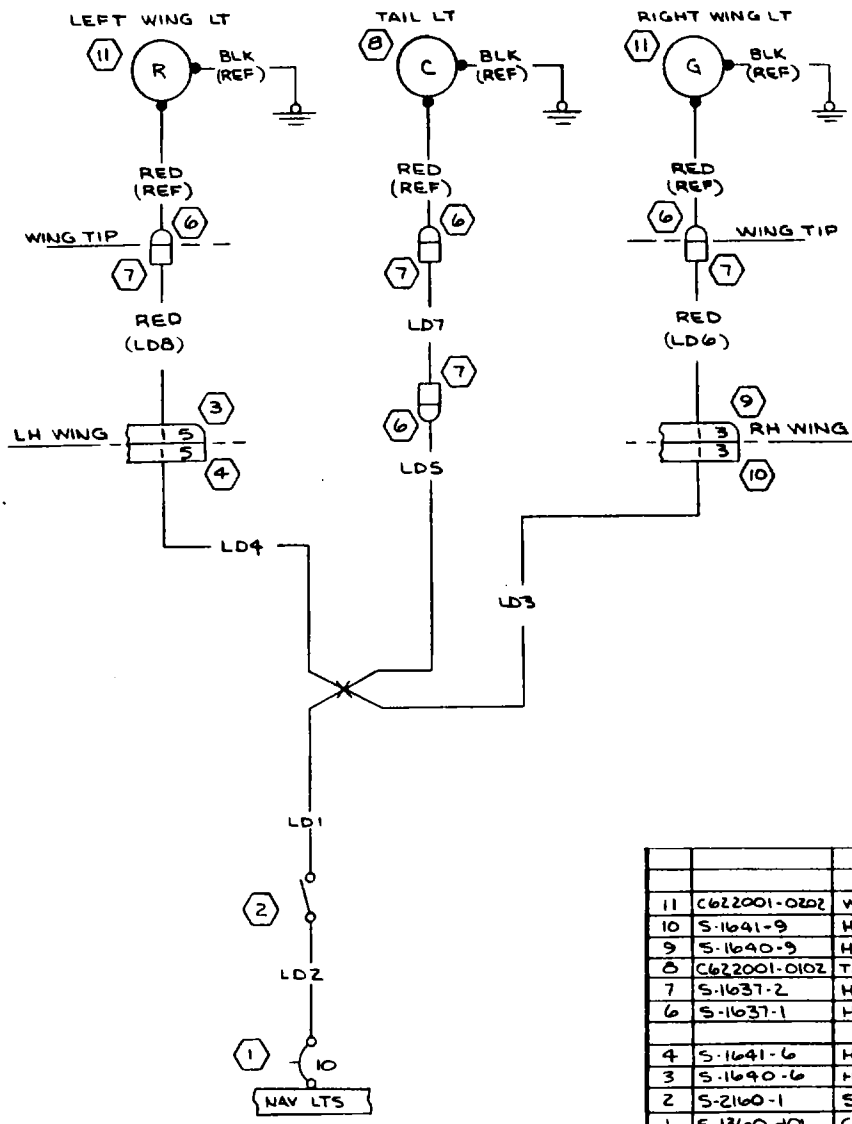 LEFT WING LT
TAIL LT
RIGHT WING LT
11
R
BLK
(REF)
8
C
BLK
(REF)
11
G
BLK
(REF)
RED
(REF)
RED
(REF)
RED
(REF)
6
6
6
WING TIP
WING TIP
7
7
7
RED
(LD8)
LD7
RED
(LD6)
7
3
9
LH WING
5
5
6
3
3
RH WING
4
10
LD5
LD4
LD3
LD1
2
LD2
1
10
NAV LTS
11 C622001-0202
10 S-1641-9 H
9 S-1640-9 H
8 C622001-0102 T
7 S-1637-2 H
6 S-1637-1 H
4 S-1641-6 H
3 S-1640-6 H
2 S-2160-1 S
1